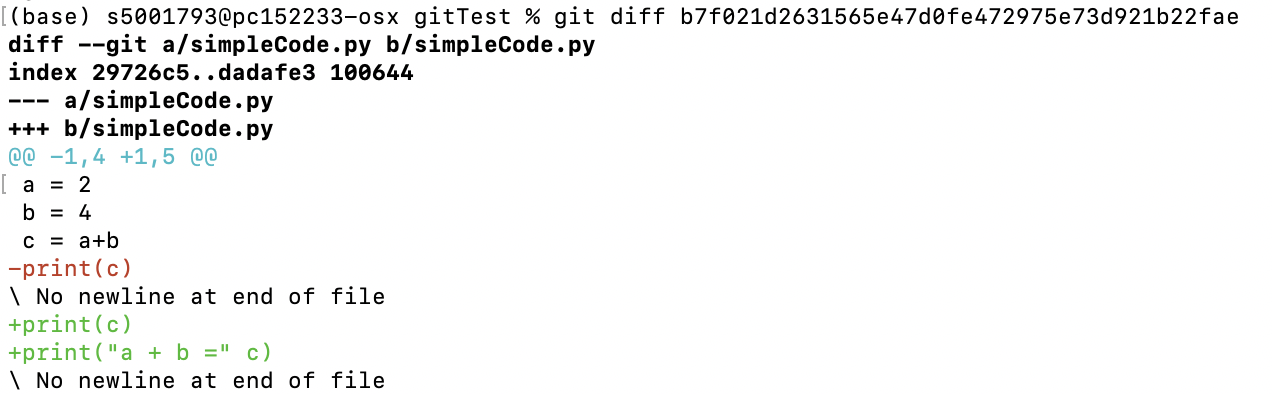 (base) s5001793@pc152233-osx gitTest % git diff b7f021d2631565e47d0fe472975e73d921b22fae
diff --git a/simpleCode.py b/simpleCode.py
index 29726c5..dadafe3 100644
--- a/simpleCode.py
+++ b/simpleCode.py
@@ -1,4 +1,5 @@
 a = 2
 b = 4
 c = a+b
-print(c)
\ No newline at end of file
+print(c)
+print("a + b =" c)
\ No newline at end of file